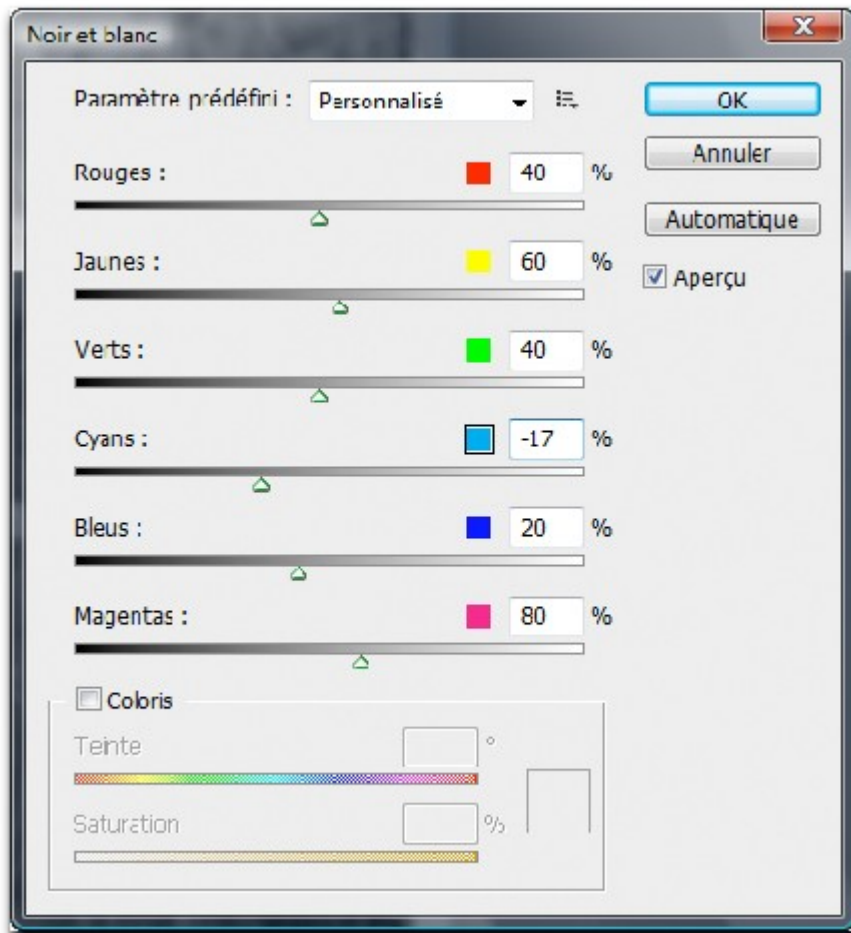 Noir et blanc
Paramètre prédéfini : Personnalisé
OK
Annuler
Automatique
Aperçu
Rouges : 40 %
Jaunes : 60 %
Verts : 40 %
Cyans : -17 %
Bleus : 20 %
Magentas : 80 %
Coloris
Teinte °
Saturation %